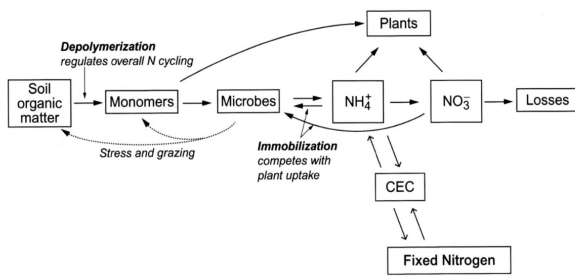 Plants
Depolymerization
regulates overall N cycling
Soil
organic
matter
Monomers
Microbes
NH₄⁺
NO₃⁻
Losses
Stress and grazing
Immobilization
competes with
plant uptake
CEC
Fixed Nitrogen